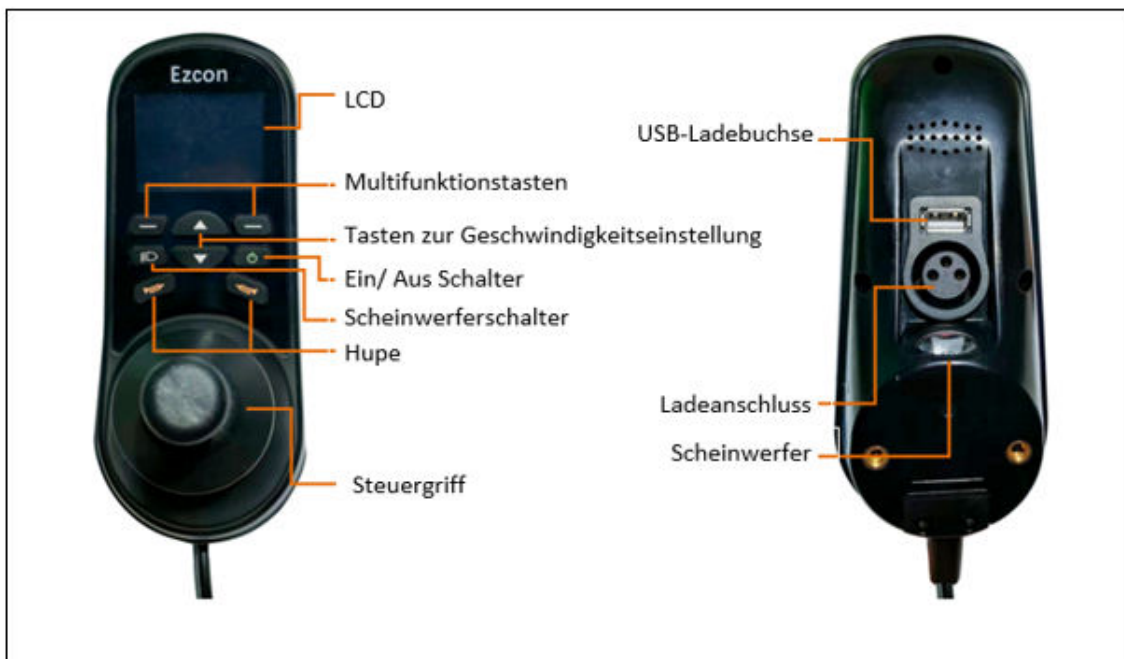 Ezcon
LCD
Multifunktionstasten
Tasten zur Geschwindigkeitseinstellung
Ein/ Aus Schalter
Scheinwerferschalter
Hupe
Steuergriff
USB-Ladebuchse
Ladeanschluss
Scheinwerfer